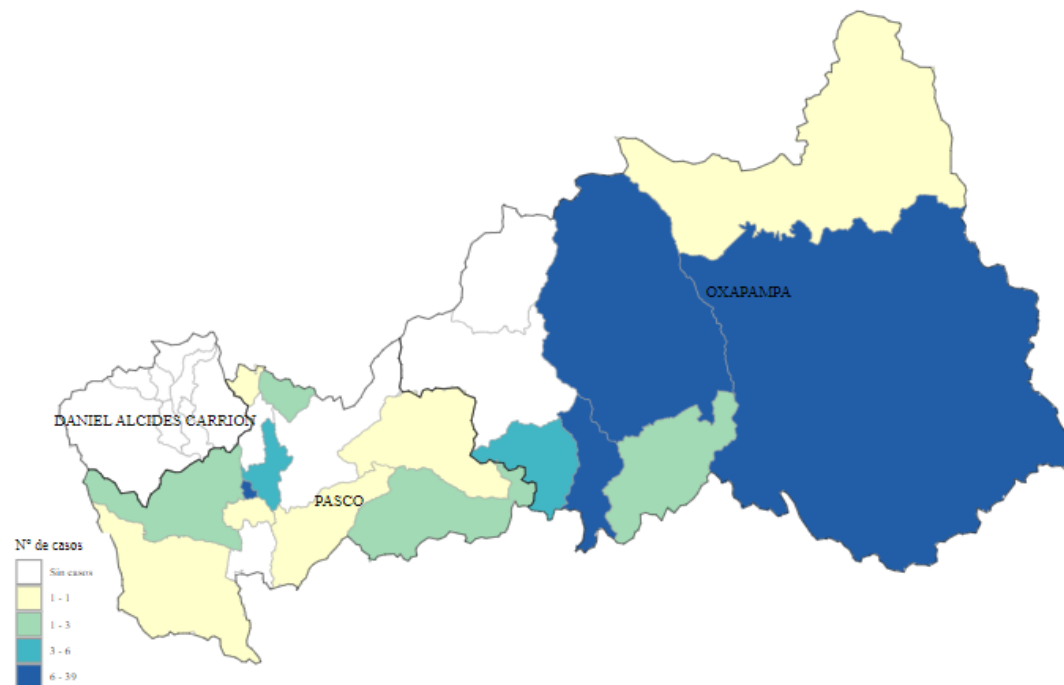 OXAPAMPA
DANIEL ALCIDES CARRION
PASCO
N° de casos
Sin casos
1 - 1
1 - 3
3 - 6
6 - 39